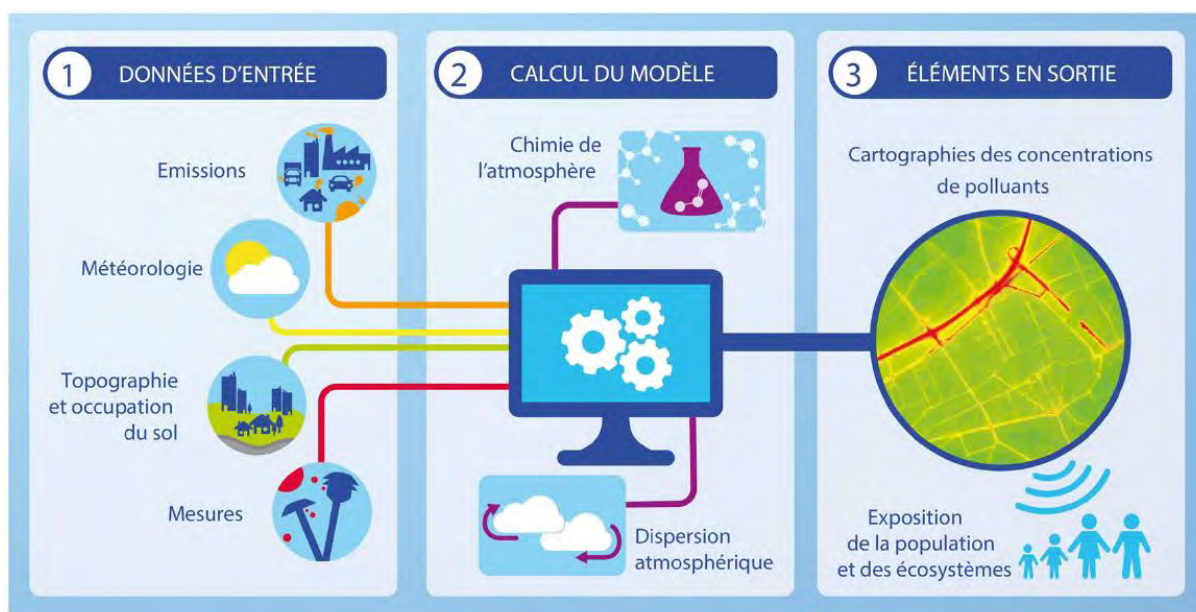 1 DONNÉES D'ENTRÉE
Emissions
Météorologie
Topographie
et occupation
du sol
Mesures
2 CALCUL DU MODÈLE
Chimie de
l'atmosphère
Dispersion
atmosphérique
3 ÉLÉMENTS EN SORTIE
Cartographies des concentrations
de polluants
Exposition
de la population
et des écosystèmes